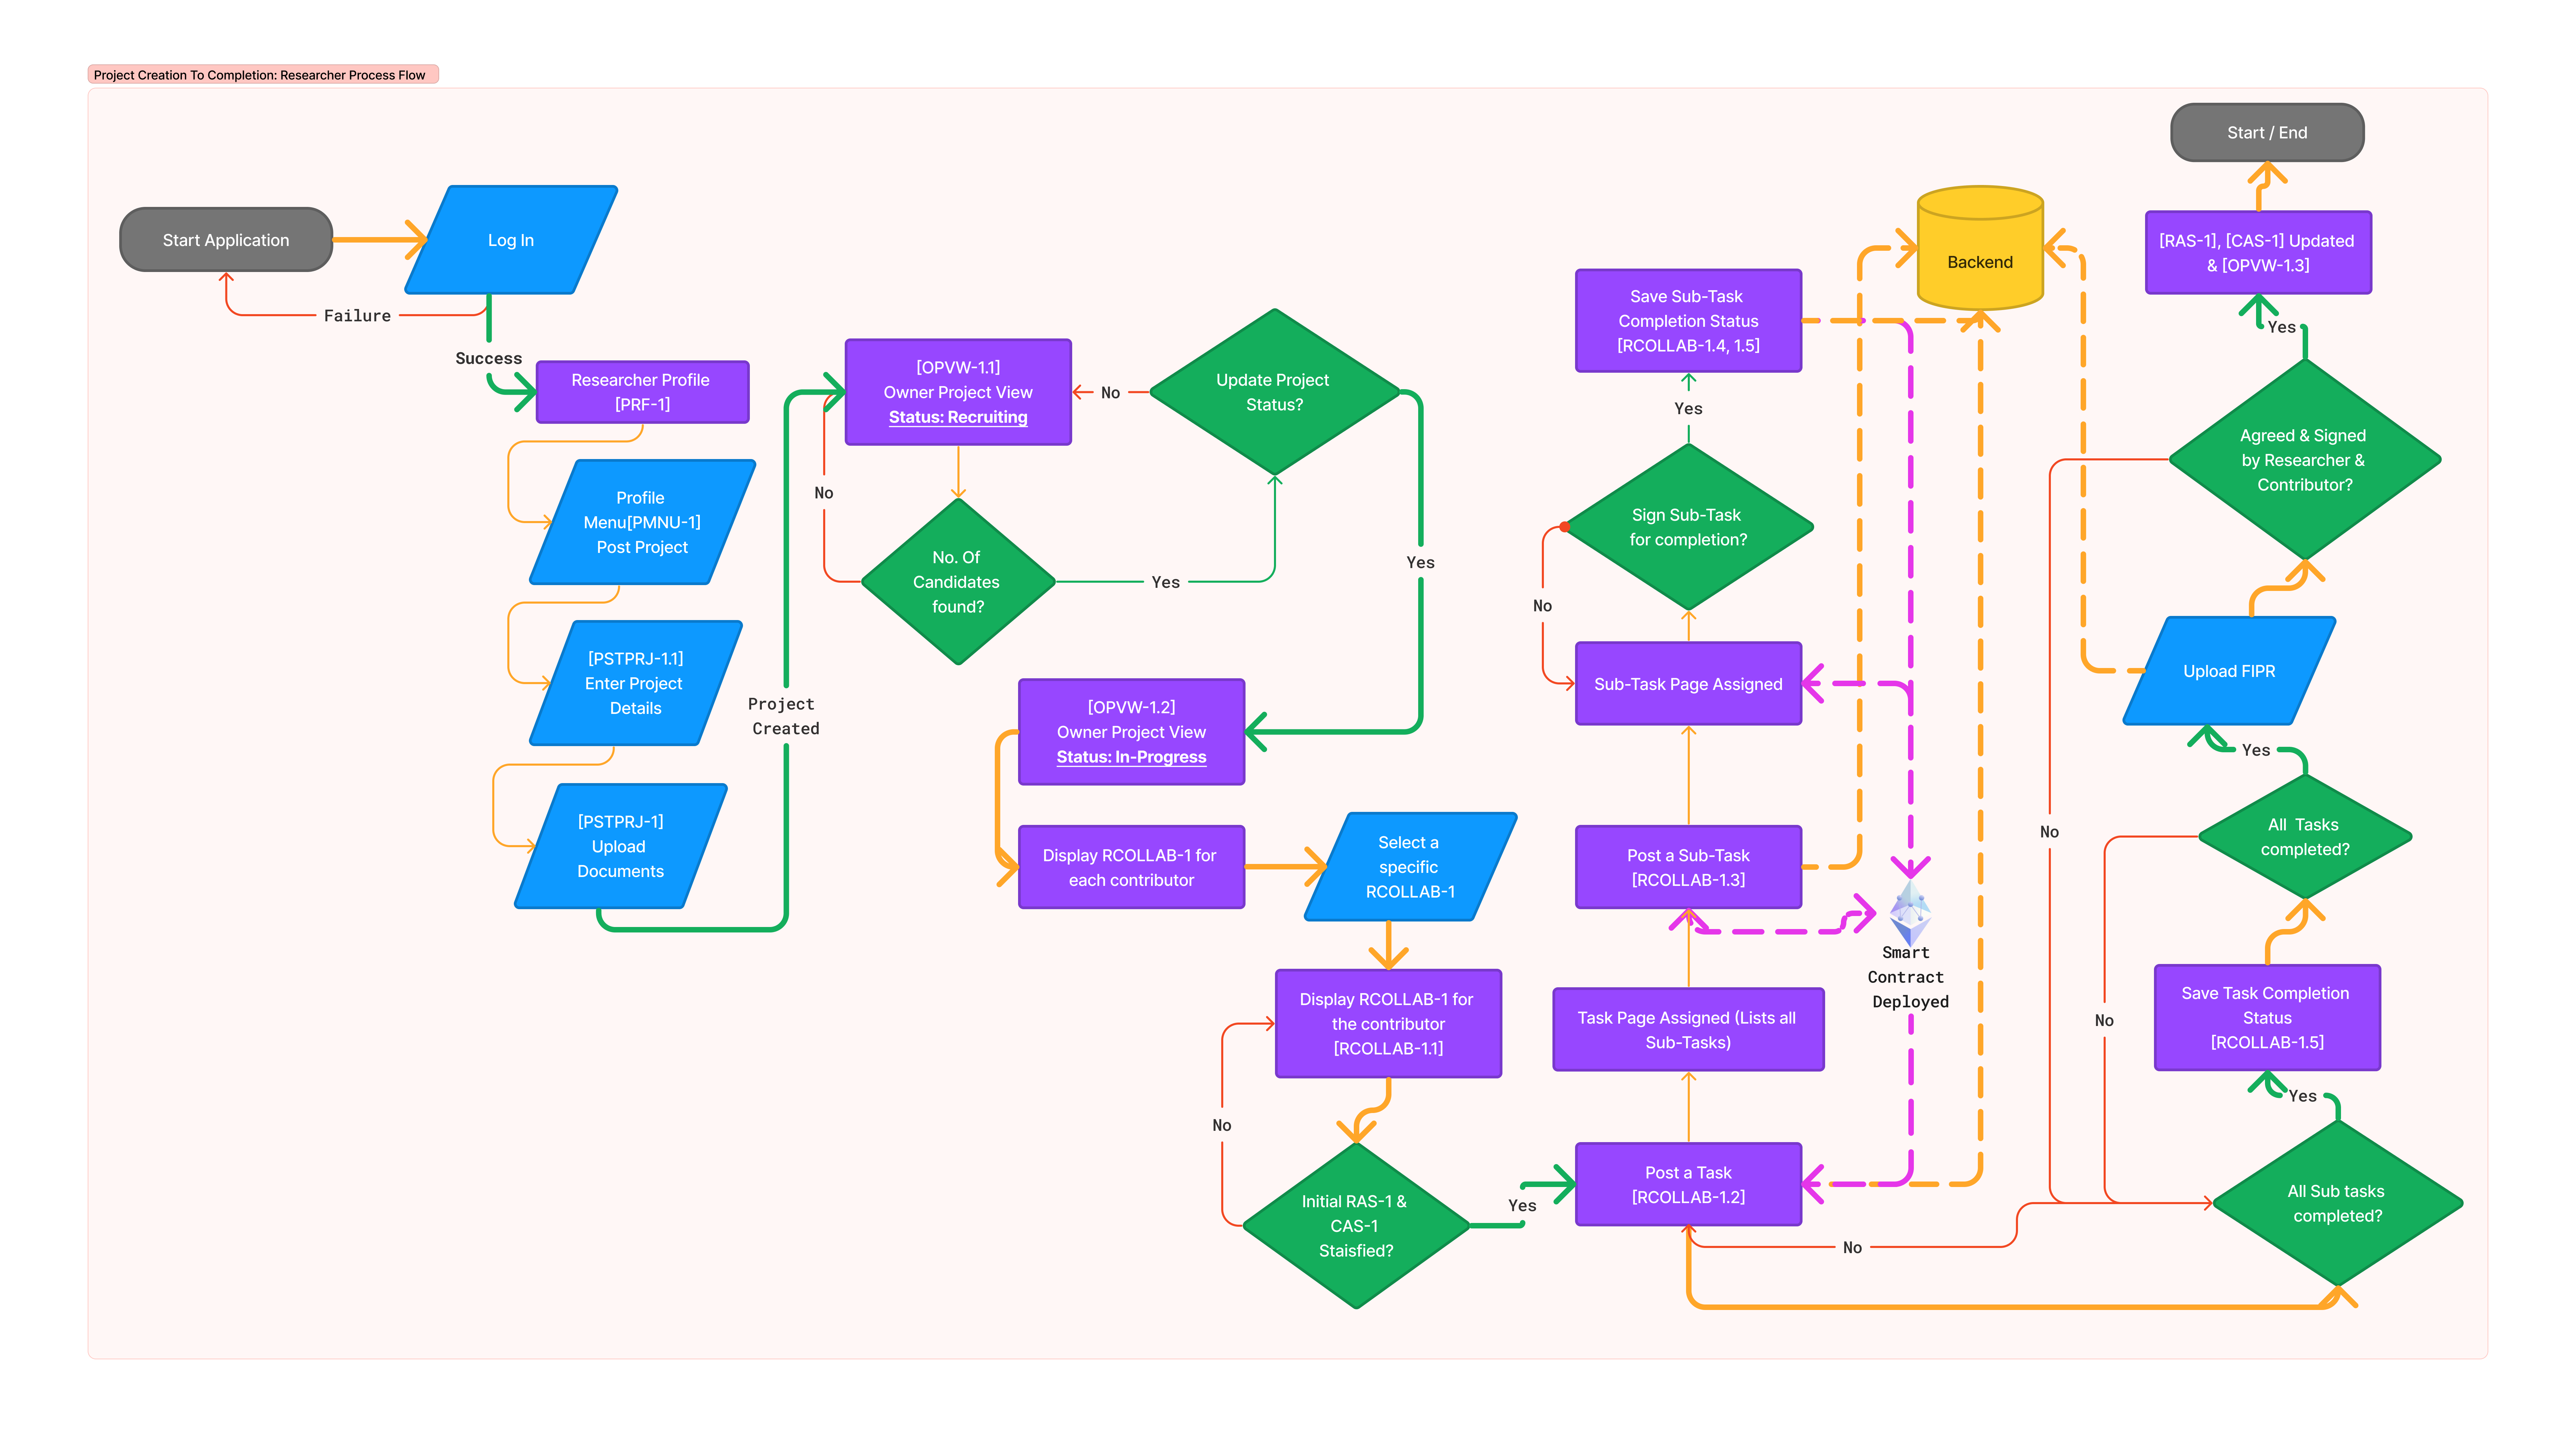 Project Creation To Completion: Researcher Process Flow
Start Application
Log In
Failure
Success
Researcher Profile
[PRF-1]
Profile
Menu[PMNU-1]
Post Project
[PSTPRJ-1.1]
Enter Project
Details
[PSTPRJ-1]
Upload
Documents
Project
Created
[OPVW-1.1]
Owner Project View
Status: Recruiting
No
No. Of
Candidates
found?
Yes
Update Project
Status?
No
Yes
[OPVW-1.2]
Owner Project View
Status: In-Progress
Display RCOLLAB-1 for
each contributor
Select a
specific
RCOLLAB-1
Display RCOLLAB-1 for
the contributor
[RCOLLAB-1.1]
No
Initial RAS-1 &
CAS-1
Staisfied?
Yes
Post a Task
[RCOLLAB-1.2]
Task Page Assigned (Lists all
Sub-Tasks)
Post a Sub-Task
[RCOLLAB-1.3]
Sub-Task Page Assigned
No
Sign Sub-Task
for completion?
Yes
Save Sub-Task
Completion Status
[RCOLLAB-1.4, 1.5]
Backend
Smart
Contract
Deployed
No
All Sub tasks
completed?
Yes
Save Task Completion
Status
[RCOLLAB-1.5]
No
All Tasks
completed?
Yes
Upload FIPR
No
Agreed & Signed
by Researcher &
Contributor?
Yes
[RAS-1], [CAS-1] Updated
& [OPVW-1.3]
Start / End